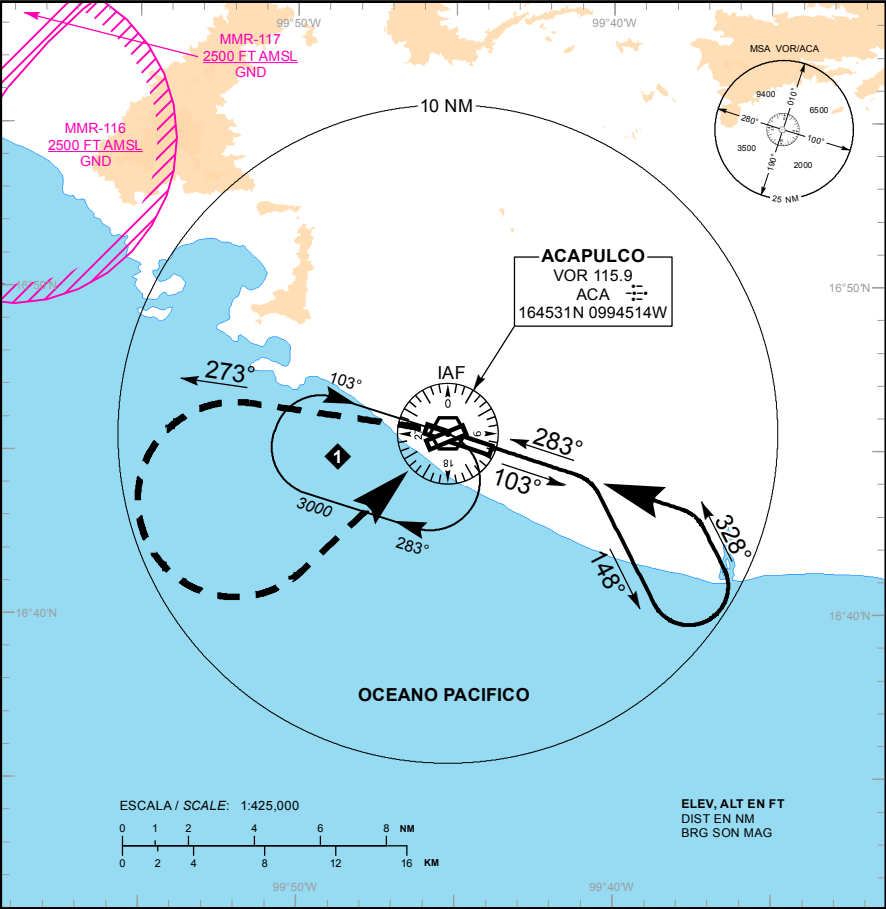 99°50'W
99°40'W
MMR-117
2500 FT AMSL
GND
MSA VOR/ACA
9400
010°
6500
280°
100°
3500
190°
2000
25 NM
10 NM
MMR-116
2500 FT AMSL
GND
ACAPULCO
VOR 115.9
ACA
164531N 0994514W
16°50'N
16°50'N
IAF
273°
103°
0
9
18
27
283°
103°
1
3000
283°
148°
328°
16°40'N
16°40'N
OCEANO PACIFICO
ESCALA / SCALE: 1:425,000
0 1 2 4 6 8 NM
0 2 4 8 12 16 KM
ELEV, ALT EN FT
DIST EN NM
BRG SON MAG
99°50'W
99°40'W